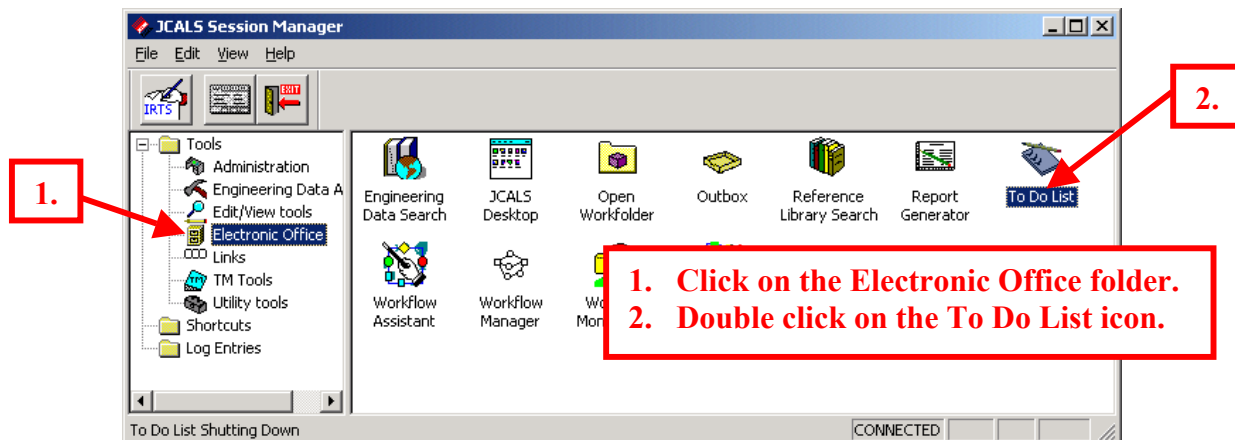 JCALS Session Manager
File Edit View Help
IRTS
EXIT
2.
1.
Tools
Administration
Engineering Data A
Edit/View tools
Electronic Office
Links
TM Tools
Utility tools
Shortcuts
Log Entries
Engineering Data Search
JCALS Desktop
Open Workfolder
Outbox
Reference Library Search
Report Generator
To Do List
Workflow Assistant
Workflow Manager
1. Click on the Electronic Office folder.
2. Double click on the To Do List icon.
To Do List Shutting Down
CONNECTED